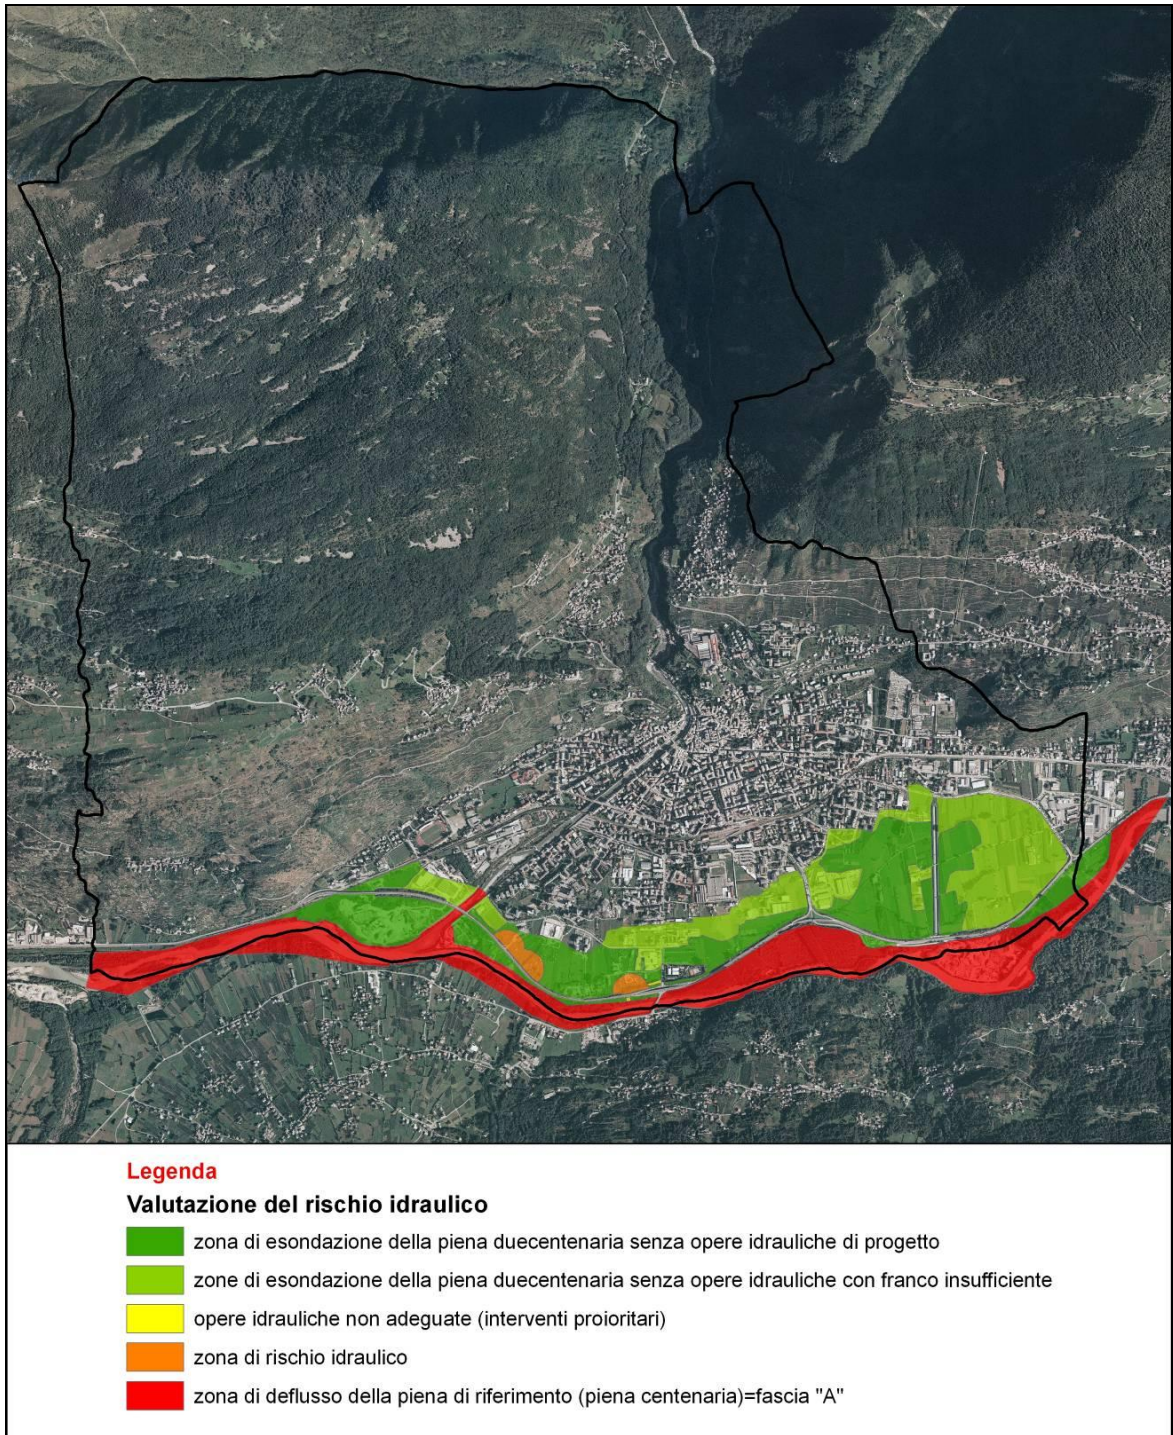 Legenda
Valutazione del rischio idraulico
zona di esondazione della piena duecentenaria senza opere idrauliche di progetto
zone di esondazione della piena duecentenaria senza opere idrauliche con franco insufficiente
opere idrauliche non adeguate (interventi proioritari)
zona di rischio idraulico
zona di deflusso della piena di riferimento (piena centenaria)=fascia "A"